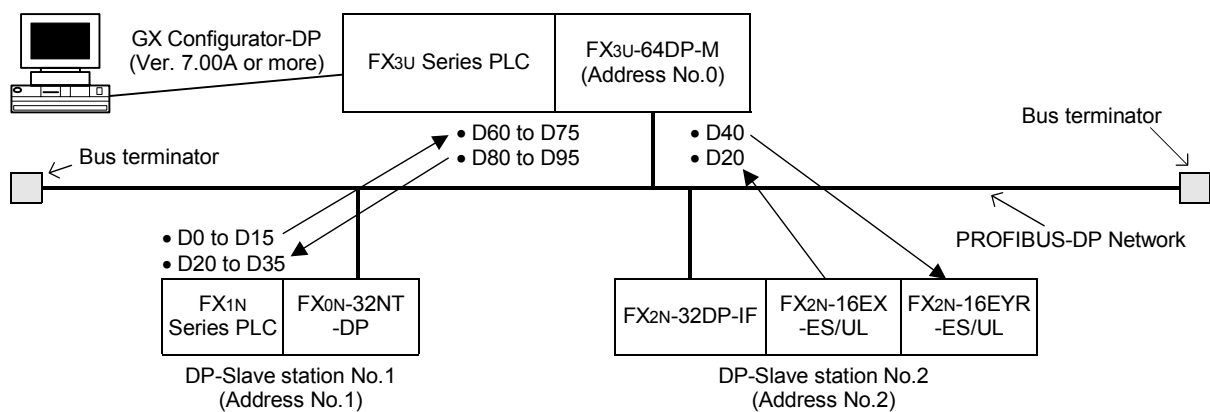 GX Configurator-DP
(Ver. 7.00A or more)
FX3U Series PLC
FX3U-64DP-M
(Address No.0)
Bus terminator
• D60 to D75
• D80 to D95
• D40
• D20
Bus terminator
• D0 to D15
• D20 to D35
PROFIBUS-DP Network
FX1N
Series PLC
FX0N-32NT
-DP
FX2N-32DP-IF
FX2N-16EX
-ES/UL
FX2N-16EYR
-ES/UL
DP-Slave station No.1
(Address No.1)
DP-Slave station No.2
(Address No.2)